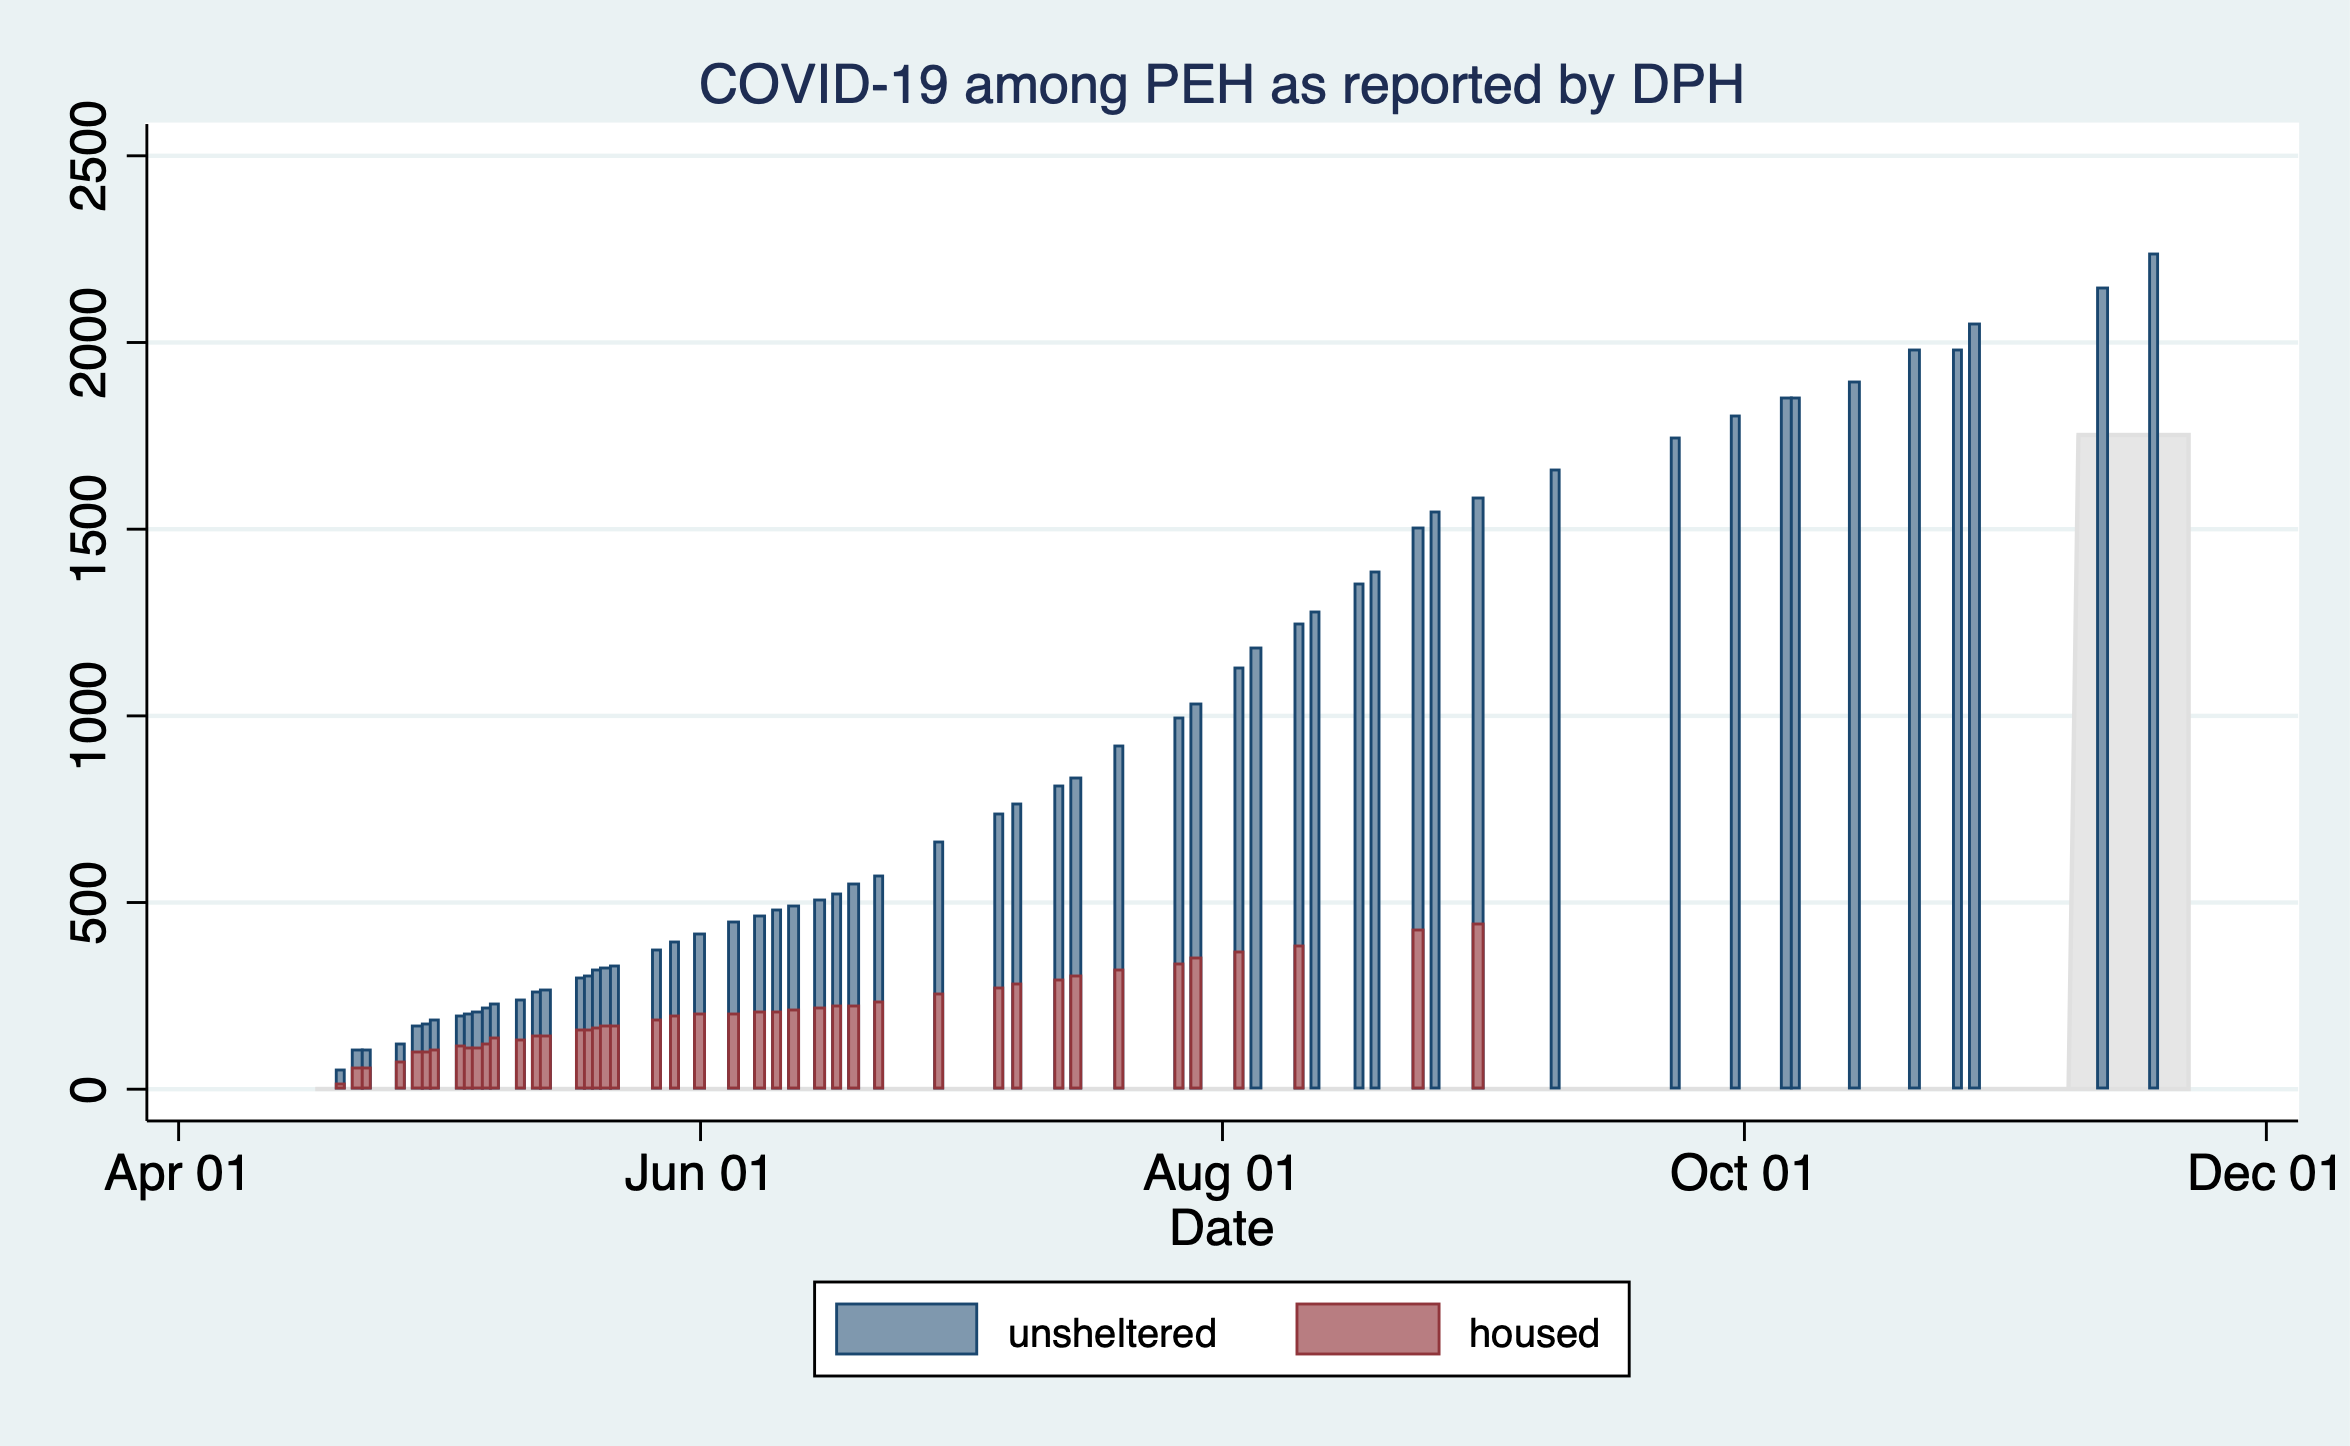 COVID-19 among PEH as reported by DPH
2500
2000
1500
1000
500
0
Apr 01 Jun 01 Aug 01 Oct 01 Dec 01
Date
unsheltered housed